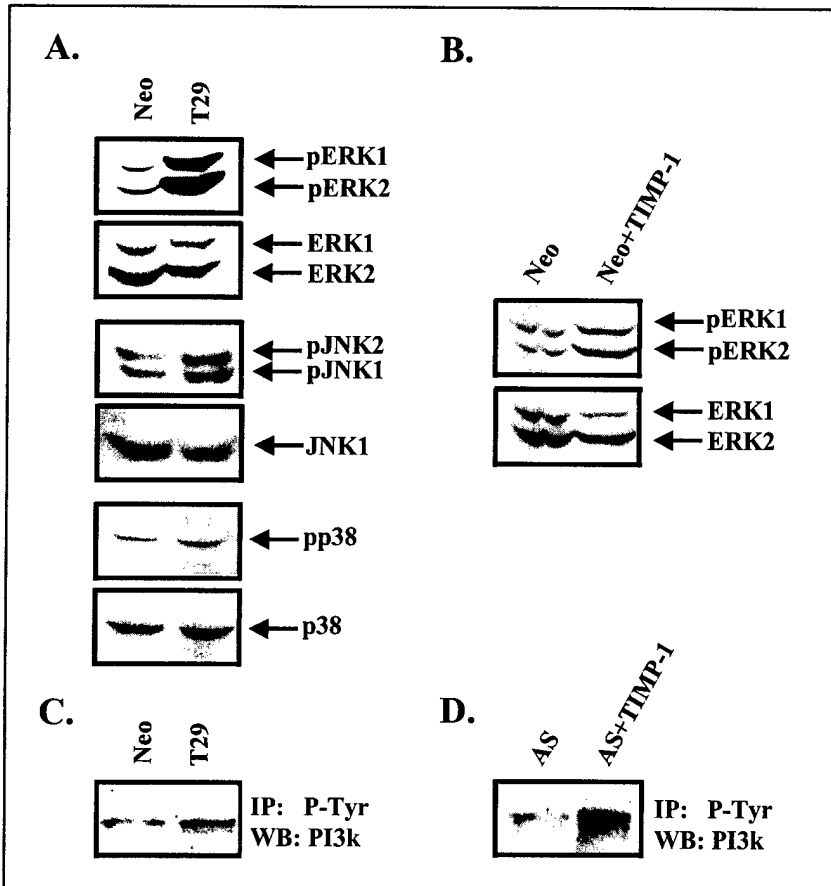 A.
Neo
T29
pERK1
pERK2
ERK1
ERK2
pJNK2
pJNK1
JNK1
pp38
p38
B.
Neo
Neo+TIMP-1
pERK1
pERK2
ERK1
ERK2
C.
Neo
T29
IP: P-Tyr
WB: PI3k
D.
AS
AS+TIMP-1
IP: P-Tyr
WB: PI3k